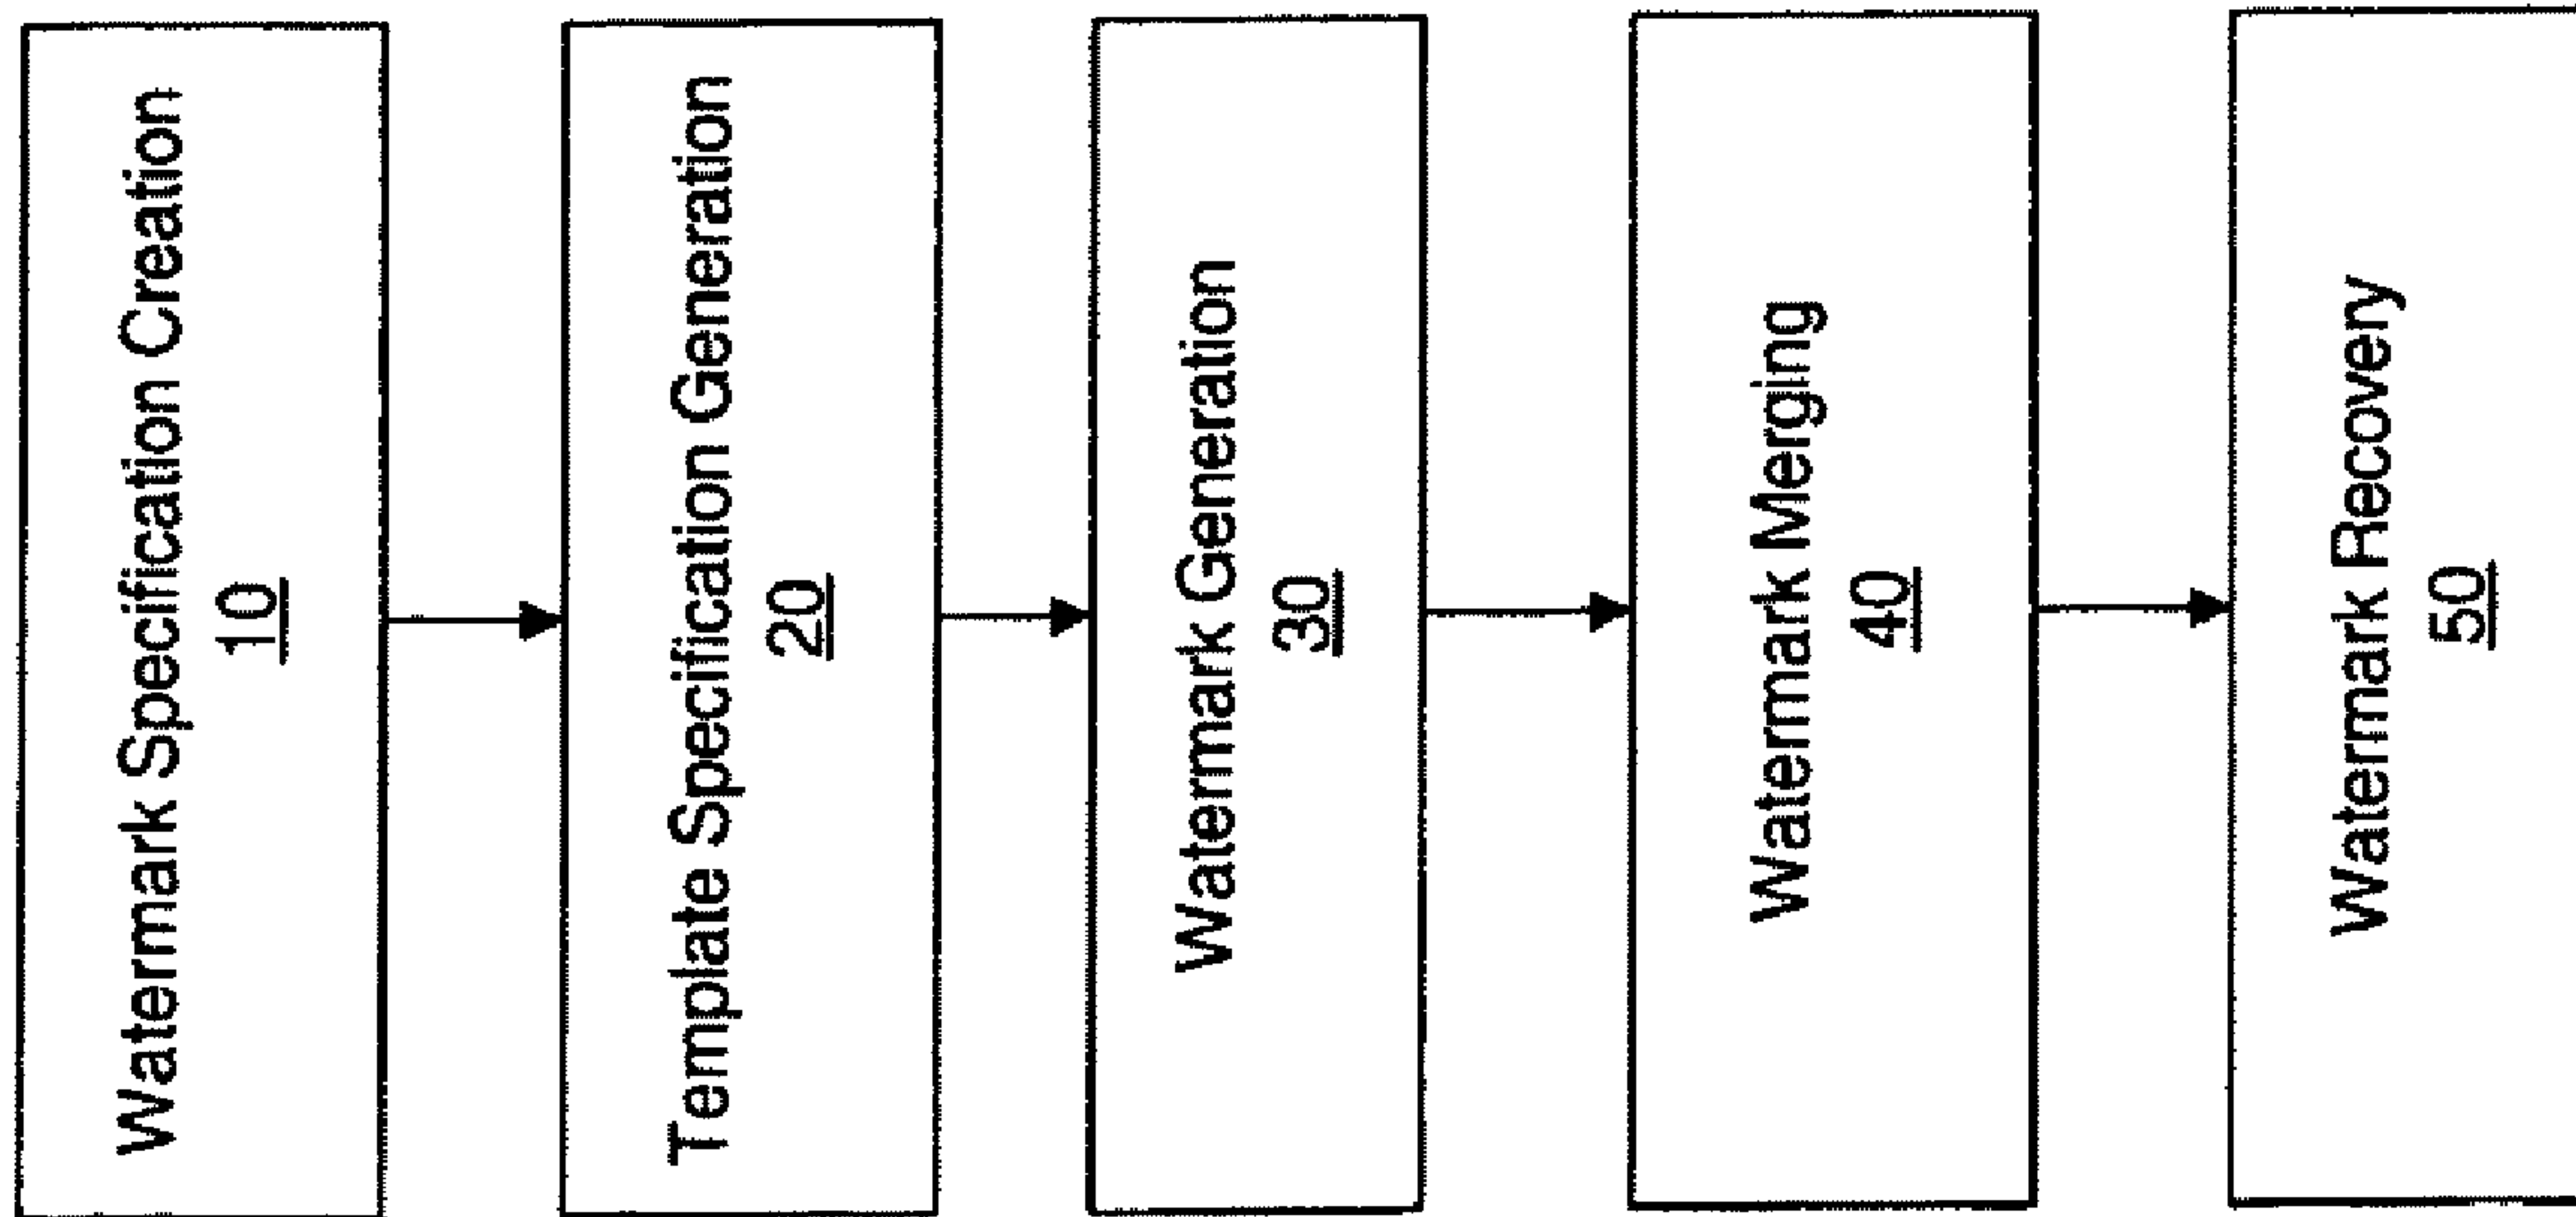 Watermark Specification Creation
10
Template Specification Generation
20
Watermark Generation
30
Watermark Merging
40
Watermark Recovery
50